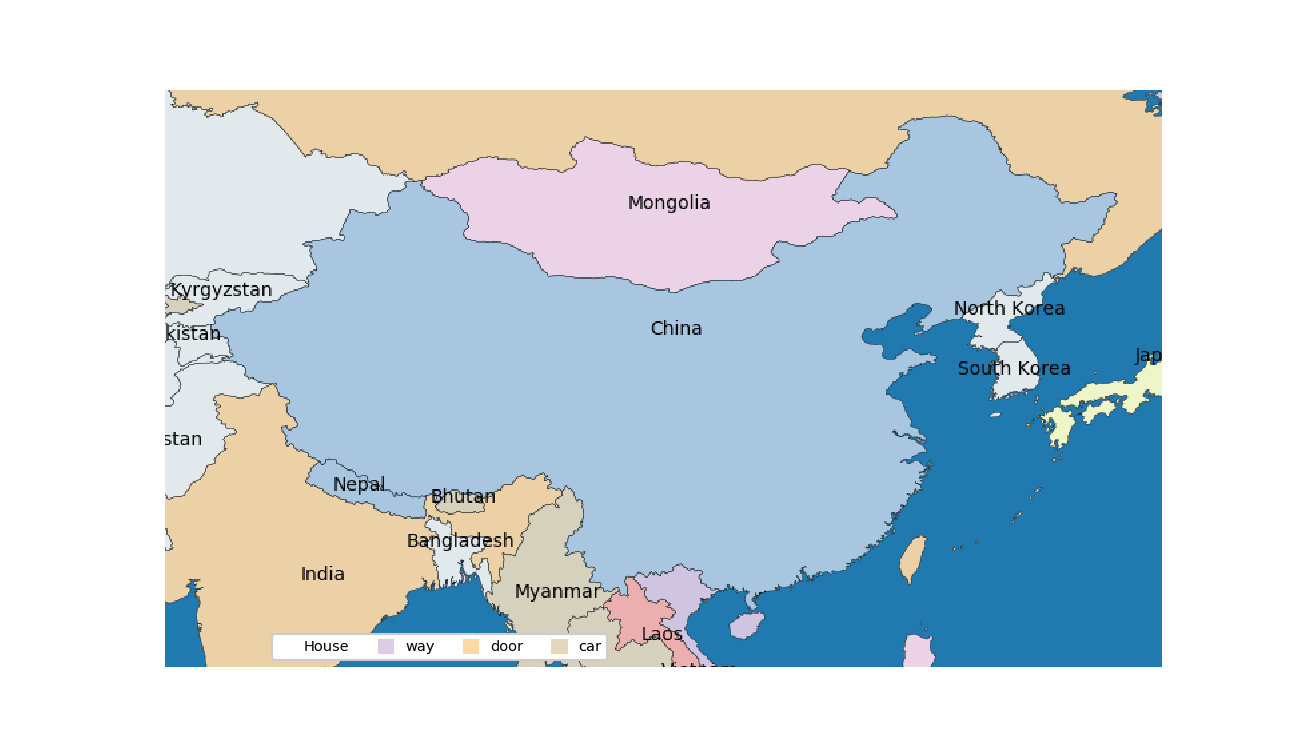 Mongolia
Kyrgyzstan
North Korea
China
kistan
Jap
South Korea
stan
Nepal
Bhutan
Bangladesh
India
Myanmar
Laos
House way door car
Vietnam